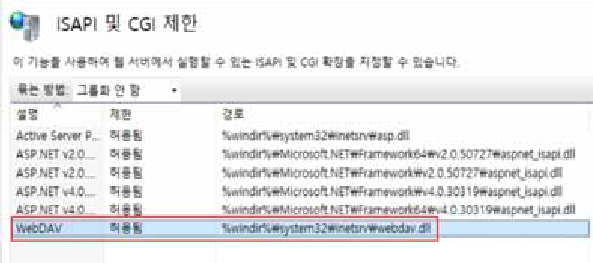 ISAPI 및 CGI 제한
이 기능을 사용하여 웹 서버에서 실행할 수 있는 ISAPI 및 CGI 확장을 지정할 수 있습니다.
묶는 방법: 그룹화 안 함
설명 제한 경로
Active Server P... 허용됨 %windir%₩system32₩inetsrv₩asp.dll
ASP.NET v2.0.... 허용됨 %windir%₩Microsoft.NET₩Framework64₩v2.0.50727₩aspnet_isapi.dll
ASP.NET v2.0.... 허용됨 %windir%₩Microsoft.NET₩Framework₩v2.0.50727₩aspnet_isapi.dll
ASP.NET v4.0.... 허용됨 %windir%₩Microsoft.NET₩Framework₩v4.0.30319₩aspnet_isapi.dll
ASP.NET v4.0.... 허용됨 %windir%₩Microsoft.NET₩Framework64₩v4.0.30319₩aspnet_isapi.dll
WebDAV 허용됨 %windir%₩system32₩inetsrv₩webdav.dll